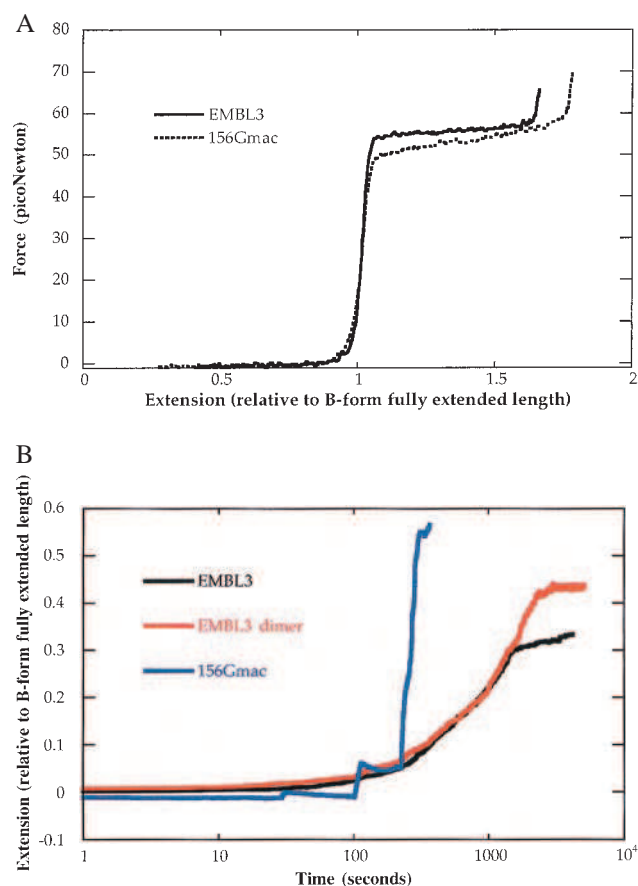 A
80
70
60
50
40
30
20
10
0
Force (picoNewton)
EMBL3
156Gmac
0
0.5
1
1.5
2
Extension (relative to B-form fully extended length)
B
Extension (relative to B-form fully extended length)
0.6
0.5
0.4
0.3
0.2
0.1
0
-0.1
EMBL3
EMBL3 dimer
156Gmac
1
10
100
1000
10⁴
Time (seconds)